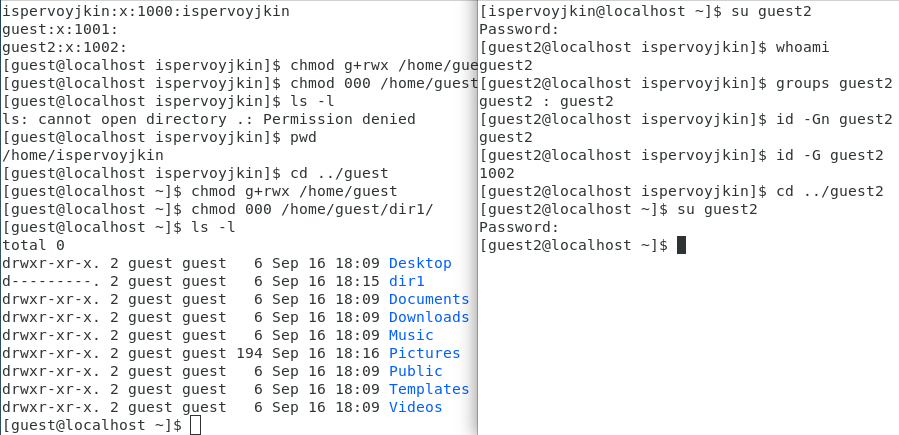 ispervoyjkin:x:1000:ispervoyjkin
guest:x:1001:
guest2:x:1002:
[guest@localhost ispervoyjkin]$ chmod g+rwx /home/gue
[guest@localhost ispervoyjkin]$ chmod 000 /home/guest
[guest@localhost ispervoyjkin]$ ls -l
ls: cannot open directory .: Permission denied
[guest@localhost ispervoyjkin]$ pwd
/home/ispervoyjkin
[guest@localhost ispervoyjkin]$ cd ../guest
[guest@localhost ~]$ chmod g+rwx /home/guest
[guest@localhost ~]$ chmod 000 /home/guest/dir1/
[guest@localhost ~]$ ls -l
total 0
drwxr-xr-x. 2 guest guest   6 Sep 16 18:09 Desktop
d---------. 2 guest guest   6 Sep 16 18:15 dir1
drwxr-xr-x. 2 guest guest   6 Sep 16 18:09 Documents
drwxr-xr-x. 2 guest guest   6 Sep 16 18:09 Downloads
drwxr-xr-x. 2 guest guest   6 Sep 16 18:09 Music
drwxr-xr-x. 2 guest guest 194 Sep 16 18:16 Pictures
drwxr-xr-x. 2 guest guest   6 Sep 16 18:09 Public
drwxr-xr-x. 2 guest guest   6 Sep 16 18:09 Templates
drwxr-xr-x. 2 guest guest   6 Sep 16 18:09 Videos
[guest@localhost ~]$
[ispervoyjkin@localhost ~]$ su guest2
Password:
[guest2@localhost ispervoyjkin]$ whoami
guest2
[guest2@localhost ispervoyjkin]$ groups guest2
guest2 : guest2
[guest2@localhost ispervoyjkin]$ id -Gn guest2
guest2
[guest2@localhost ispervoyjkin]$ id -G guest2
1002
[guest2@localhost ispervoyjkin]$ cd ../guest2
[guest2@localhost ~]$ su guest2
Password:
[guest2@localhost ~]$